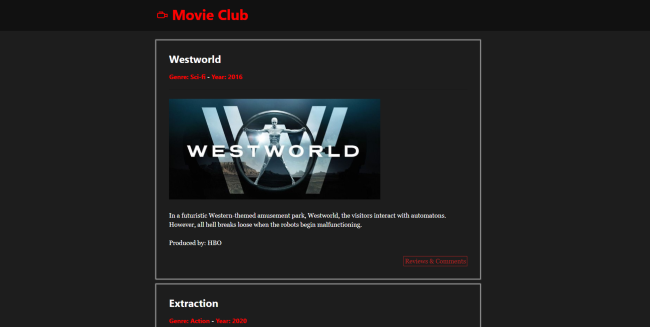 Movie Club
Westworld
Genre: Sci-fi - Year: 2016
WESTWORLD
In a futuristic Western-themed amusement park, Westworld, the visitors interact with automatons.
However, all hell breaks loose when the robots begin malfunctioning.
Produced by: HBO
Reviews & Comments
Extraction
Genre: Action - Year: 2020